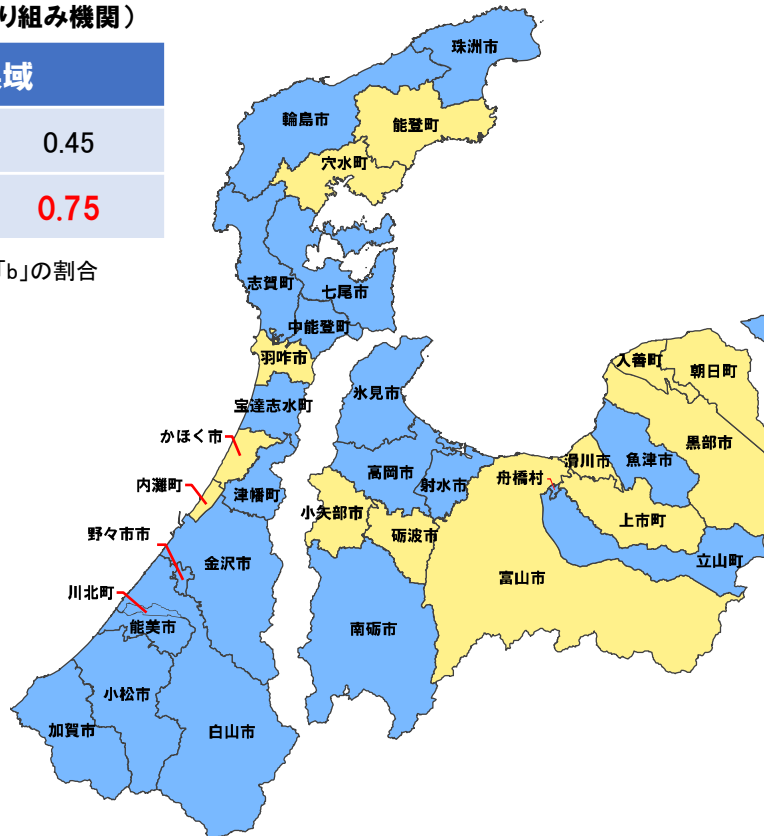 り組み機関）
域
0.45
0.75
「b」の割合
珠洲市
輪島市
能登町
穴水町
志賀町
七尾市
中能登町
羽咋市
宝達志水町
かほく市
内灘町
津幡町
野々市市
金沢市
川北町
能美市
小松市
加賀市
白山市
氷見市
高岡市
射水市
小矢部市
砺波市
南砺市
富山市
舟橋村
滑川市
魚津市
上市町
立山町
黒部市
入善町
朝日町